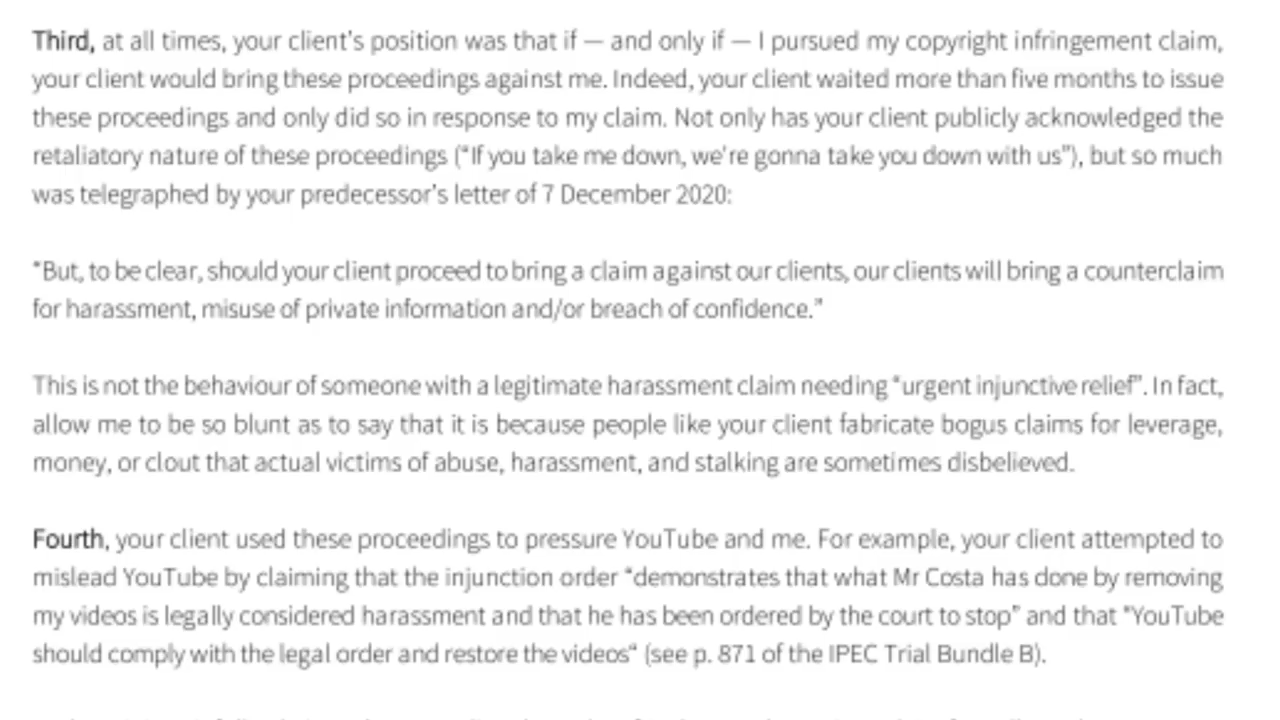 Third, at all times, your client's position was that if — and only if — I pursued my copyright infringement claim,
your client would bring these proceedings against me. Indeed, your client waited more than five months to issue
these proceedings and only did so in response to my claim. Not only has your client publicly acknowledged the
retaliatory nature of these proceedings (“If you take me down, we're gonna take you down with us”), but so much
was telegraphed by your predecessor's letter of 7 December 2020:
“But, to be clear, should your client proceed to bring a claim against our clients, our clients will bring a counterclaim
for harassment, misuse of private information and/or breach of confidence.”
This is not the behaviour of someone with a legitimate harassment claim needing “urgent injunctive relief”. In fact,
allow me to be so blunt as to say that it is because people like your client fabricate bogus claims for leverage,
money, or clout that actual victims of abuse, harassment, and stalking are sometimes disbelieved.
Fourth, your client used these proceedings to pressure YouTube and me. For example, your client attempted to
mislead YouTube by claiming that the injunction order “demonstrates that what Mr Costa has done by removing
my videos is legally considered harassment and that he has been ordered by the court to stop” and that “YouTube
should comply with the legal order and restore the videos“ (see p. 871 of the IPEC Trial Bundle B).